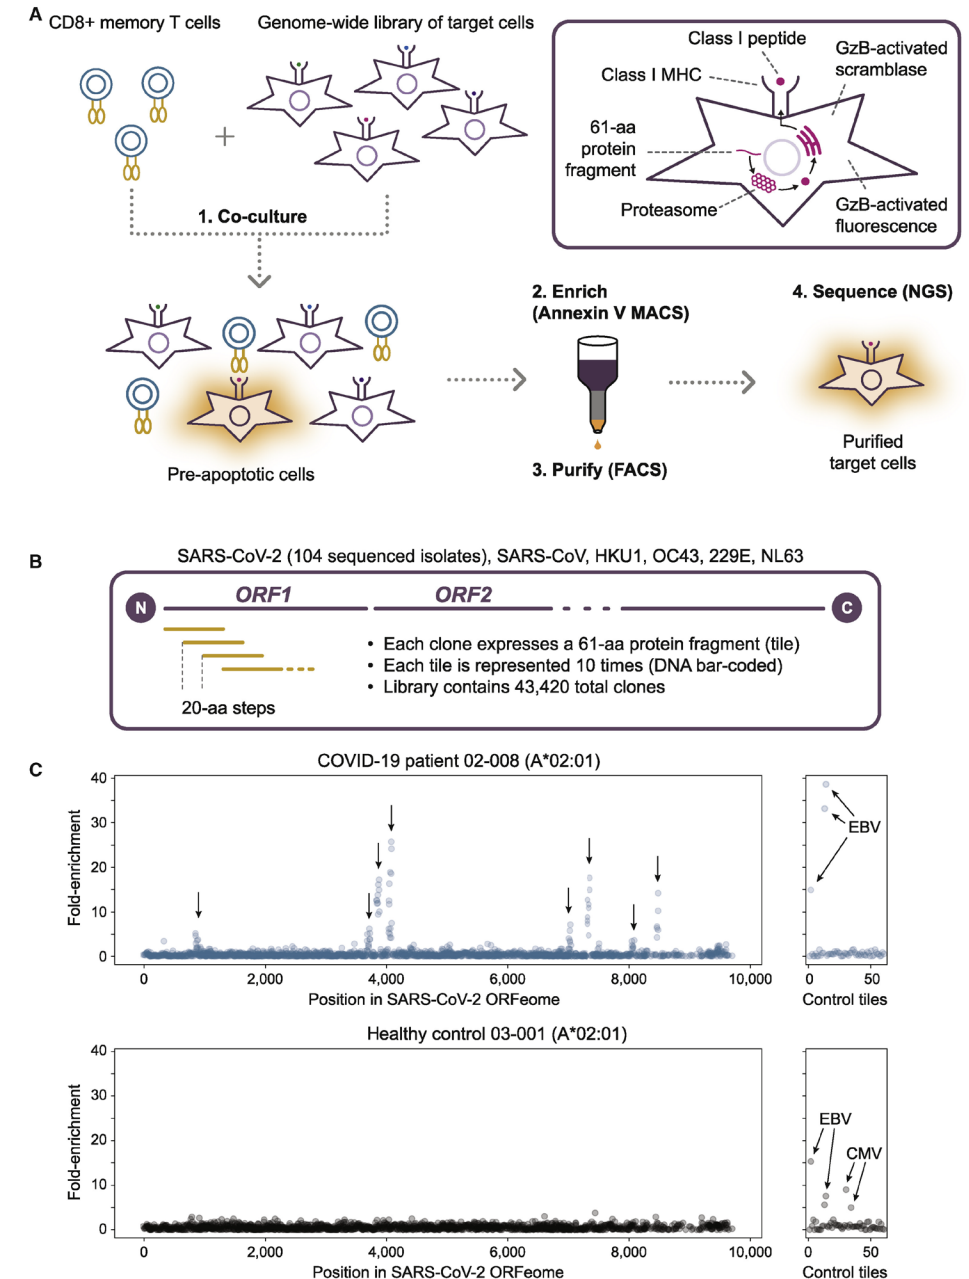 A
CD8+ memory T cells
Genome-wide library of target cells
+
1. Co-culture
Class I peptide
Class I MHC
GzB-activated
scramblase
61-aa
protein
fragment
Proteasome
GzB-activated
fluorescence
Pre-apoptotic cells
2. Enrich
(Annexin V MACS)
3. Purify (FACS)
4. Sequence (NGS)
Purified
target cells
B
SARS-CoV-2 (104 sequenced isolates), SARS-CoV, HKU1, OC43, 229E, NL63
N
ORF1
ORF2
C
20-aa steps
• Each clone expresses a 61-aa protein fragment (tile)
• Each tile is represented 10 times (DNA bar-coded)
• Library contains 43,420 total clones
C
COVID-19 patient 02-008 (A*02:01)
Fold-enrichment
40
30
20
10
0
0 2,000 4,000 6,000 8,000 10,000
Position in SARS-CoV-2 ORFeome
EBV
0 50
Control tiles
Healthy control 03-001 (A*02:01)
Fold-enrichment
40
30
20
10
0
0 2,000 4,000 6,000 8,000 10,000
Position in SARS-CoV-2 ORFeome
EBV
CMV
0 50
Control tiles